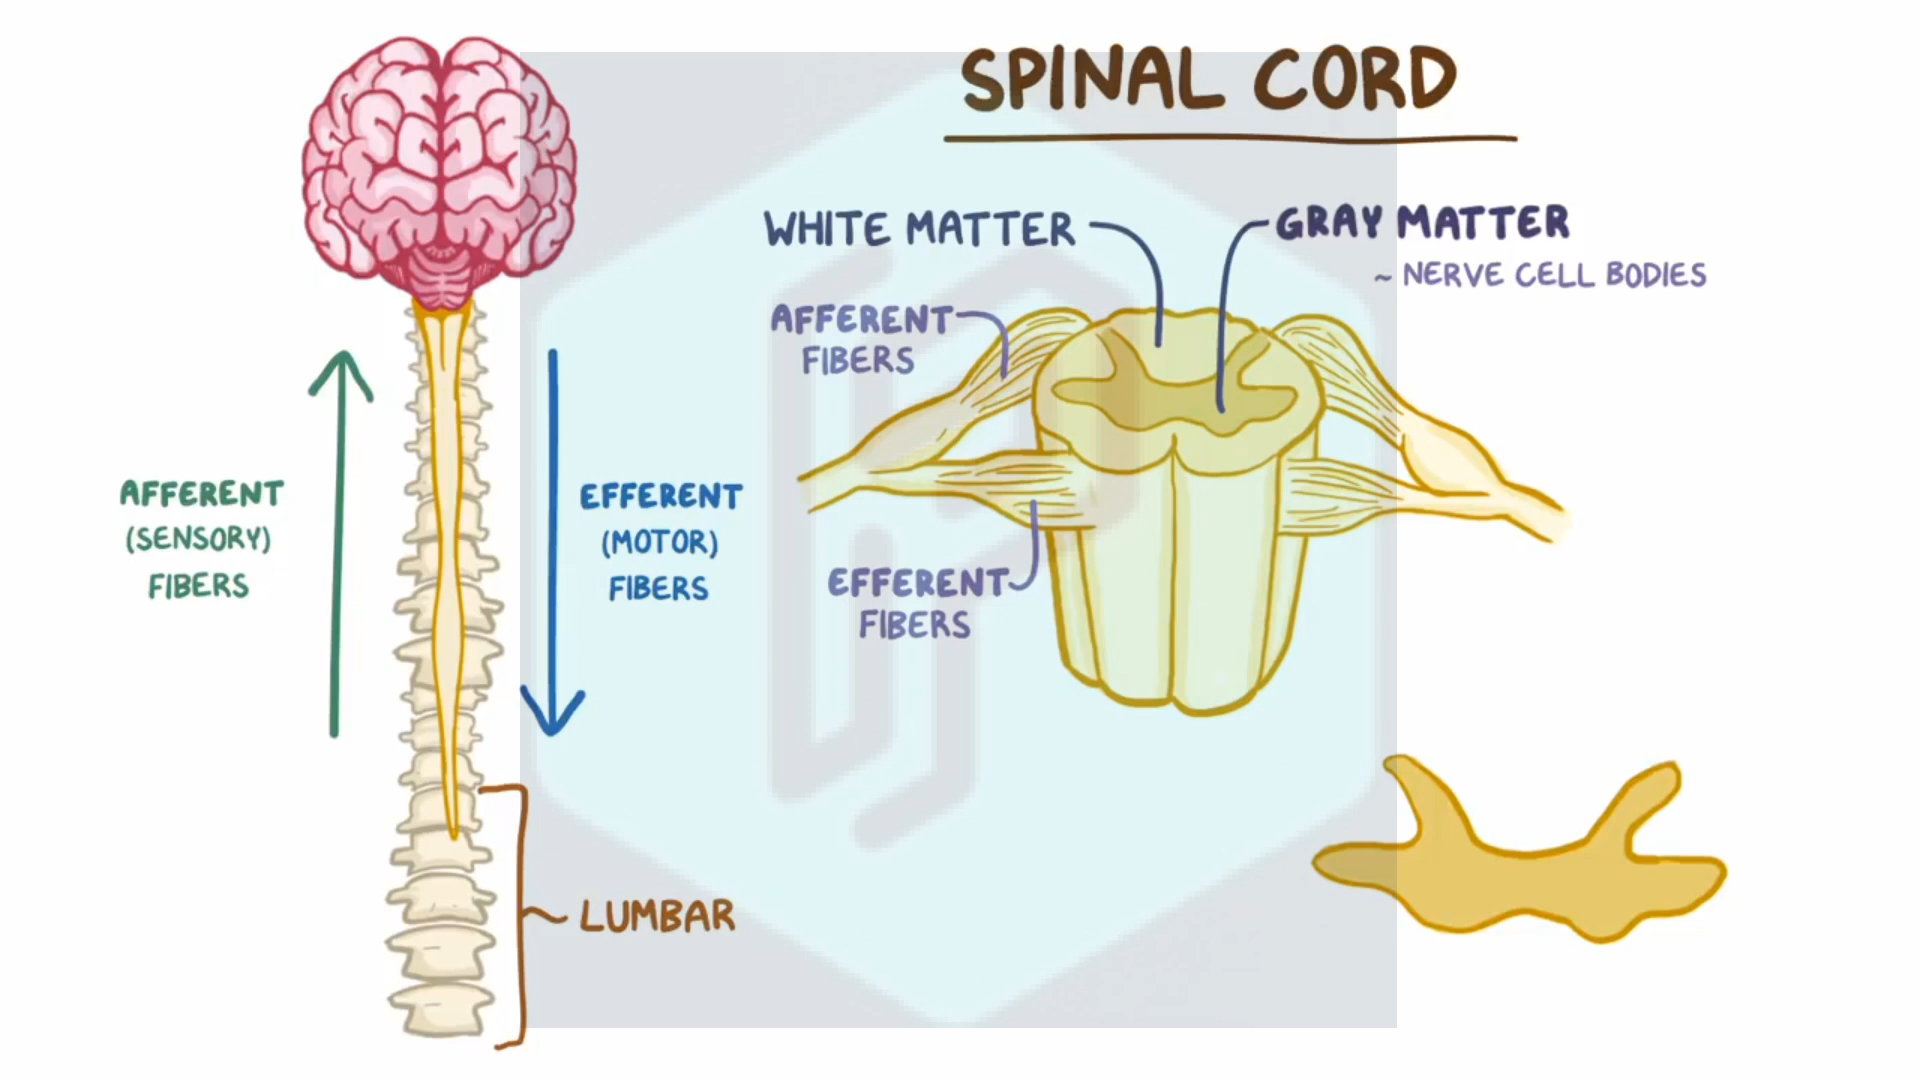 SPINAL CORD
WHITE MATTER
GRAY MATTER
~ NERVE CELL BODIES
AFFERENT
FIBERS
AFFERENT
(SENSORY)
FIBERS
EFFERENT
(MOTOR)
FIBERS
EFFERENT
FIBERS
LUMBAR